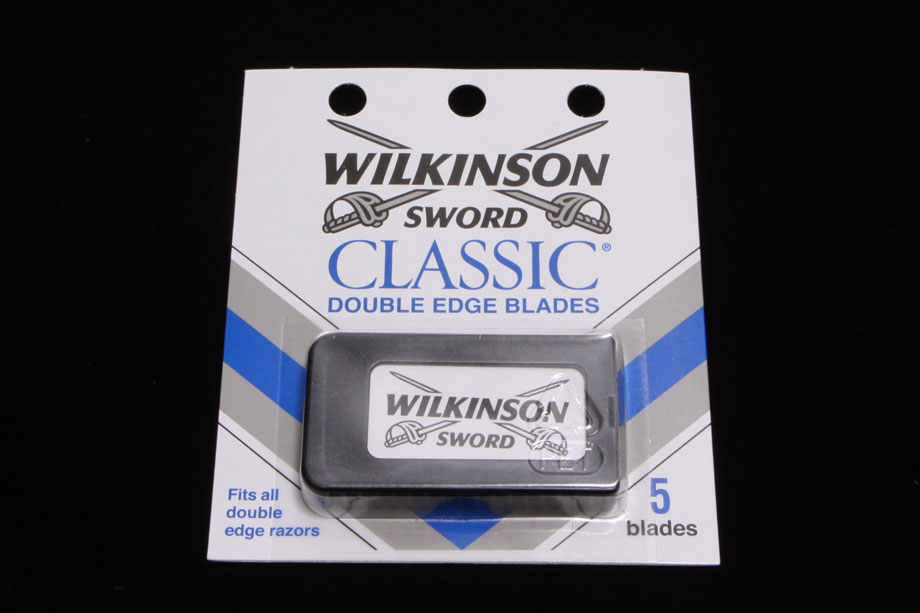 WILKINSON
SWORD
CLASSIC®
DOUBLE EDGE BLADES
WILKINSON
SWORD
Fits all
double
edge razors
5
blades